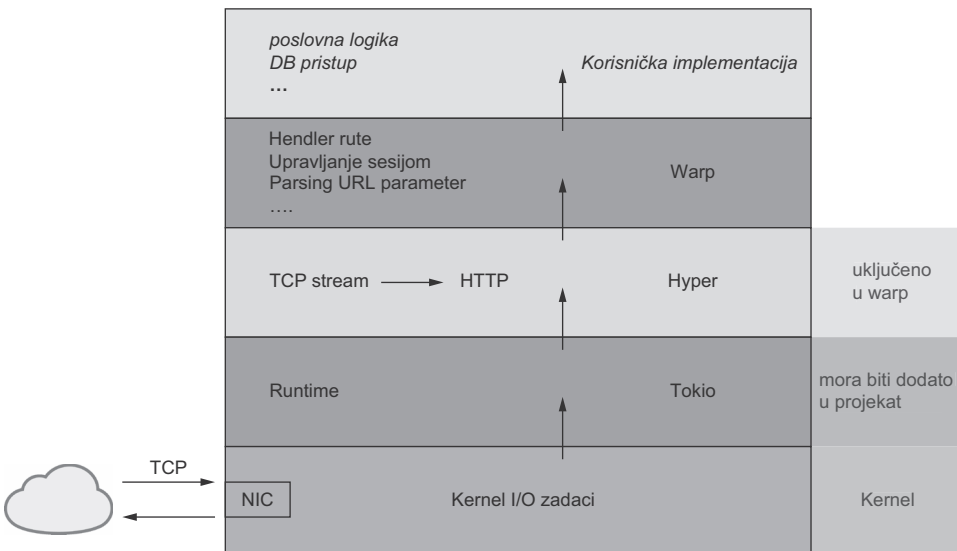 poslovna logika
DB pristup
...
Korisnička implementacija
Hendler rute
Upravljanje sesijom
Parsing URL parameter
....
Warp
TCP stream
HTTP
Hyper
uključeno
u warp
Runtime
Tokio
mora biti dodato
u projekat
TCP
NIC
Kernel I/O zadaci
Kernel